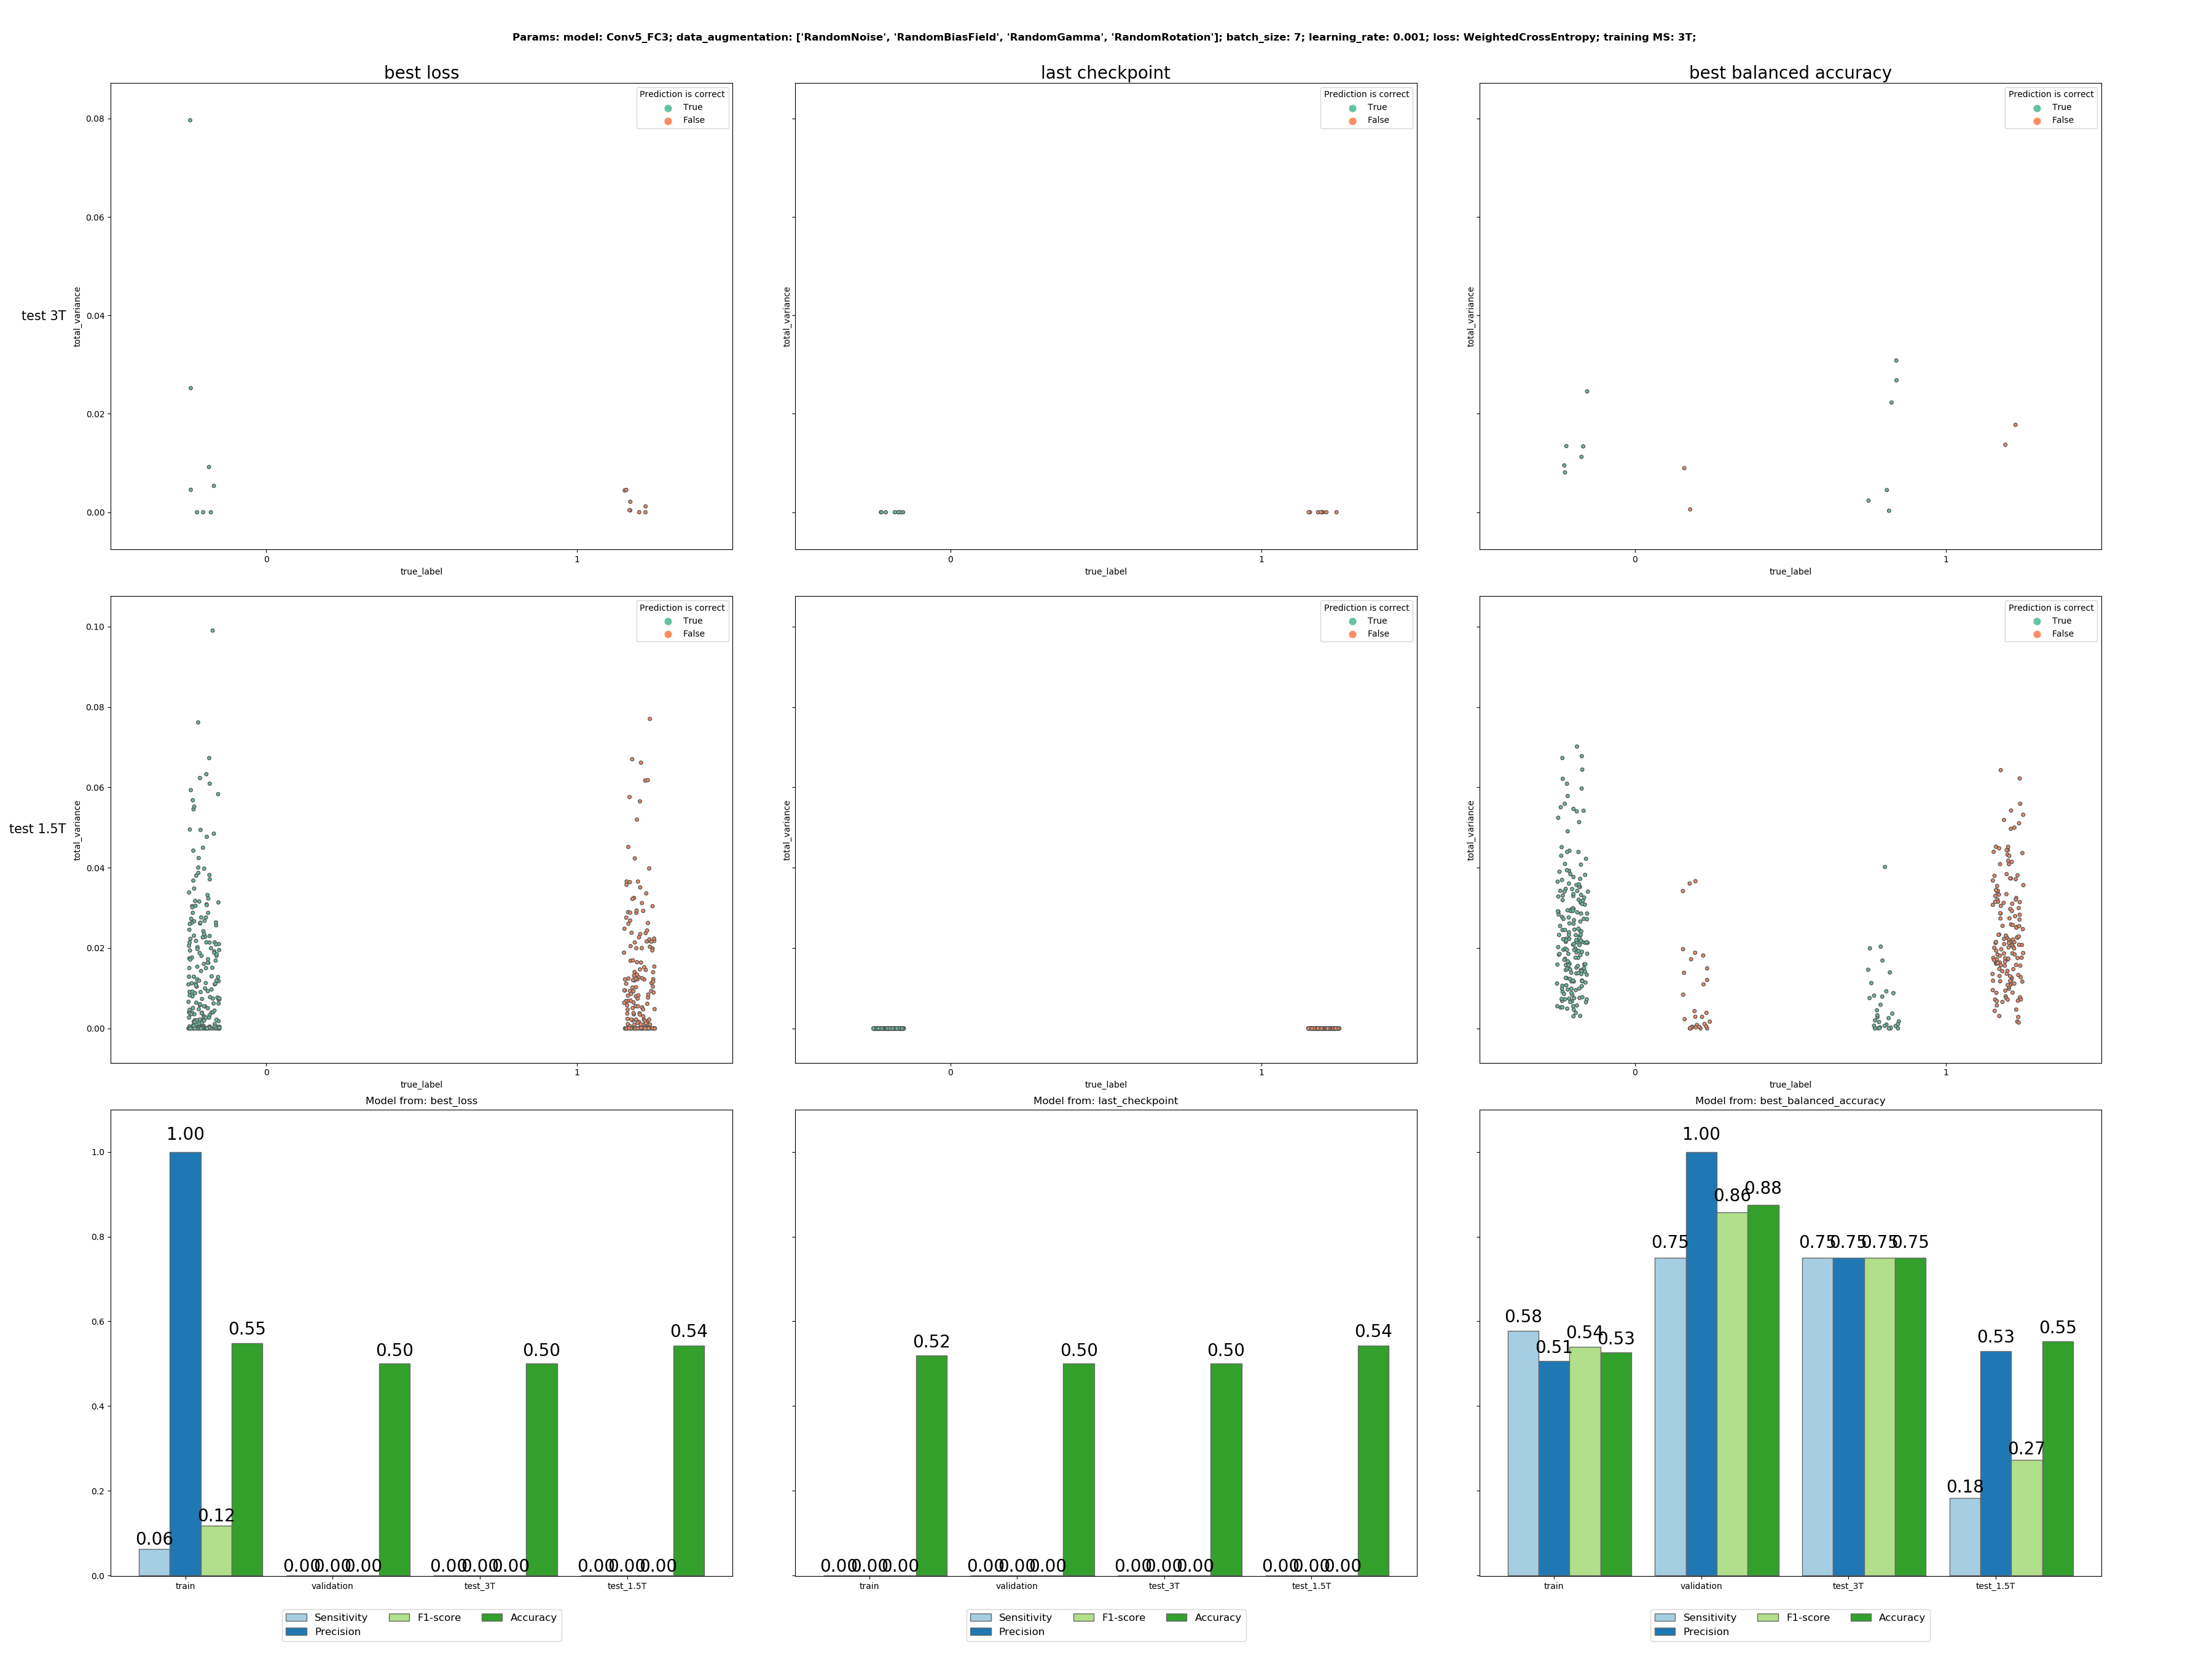 Params: model: Conv5_FC3; data_augmentation: ['RandomNoise', 'RandomBiasField', 'RandomGamma', 'RandomRotation']; batch_size: 7; learning_rate: 0.001; loss: WeightedCrossEntropy; training MS: 3T;
best loss
last checkpoint
best balanced accuracy
test 3T
total_variance
0.08
0.06
0.04
0.02
0.00
Prediction is correct
True
False
0
1
true_label
total_variance
Prediction is correct
True
False
0
1
true_label
total_variance
Prediction is correct
True
False
0
1
true_label
test 1.5T
total_variance
0.10
0.08
0.06
0.04
0.02
0.00
Prediction is correct
True
False
0
1
true_label
total_variance
Prediction is correct
True
False
0
1
true_label
total_variance
Prediction is correct
True
False
0
1
true_label
Model from: best_loss
1.0
0.8
0.6
0.4
0.2
0.0
0.06
1.00
0.12
0.55
0.00
0.00
0.00
0.50
0.00
0.00
0.00
0.50
0.00
0.00
0.00
0.54
train
validation
test_3T
test_1.5T
Sensitivity
Precision
F1-score
Accuracy
Model from: last_checkpoint
0.00
0.00
0.00
0.52
0.00
0.00
0.00
0.50
0.00
0.00
0.00
0.50
0.00
0.00
0.00
0.54
train
validation
test_3T
test_1.5T
Sensitivity
Precision
F1-score
Accuracy
Model from: best_balanced_accuracy
0.58
0.51
0.54
0.53
0.75
1.00
0.86
0.88
0.75
0.75
0.75
0.75
0.18
0.53
0.27
0.55
train
validation
test_3T
test_1.5T
Sensitivity
Precision
F1-score
Accuracy